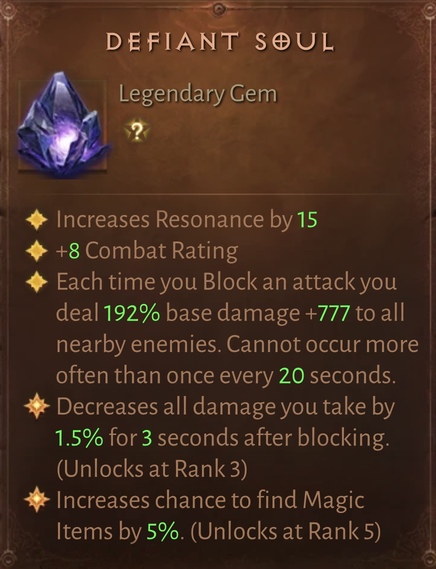 DEFIANT SOUL
Legendary Gem
?
Increases Resonance by 15
+8 Combat Rating
Each time you Block an attack you
deal 192% base damage +777 to all
nearby enemies. Cannot occur more
often than once every 20 seconds.
Decreases all damage you take by
1.5% for 3 seconds after blocking.
(Unlocks at Rank 3)
Increases chance to find Magic
Items by 5%. (Unlocks at Rank 5)